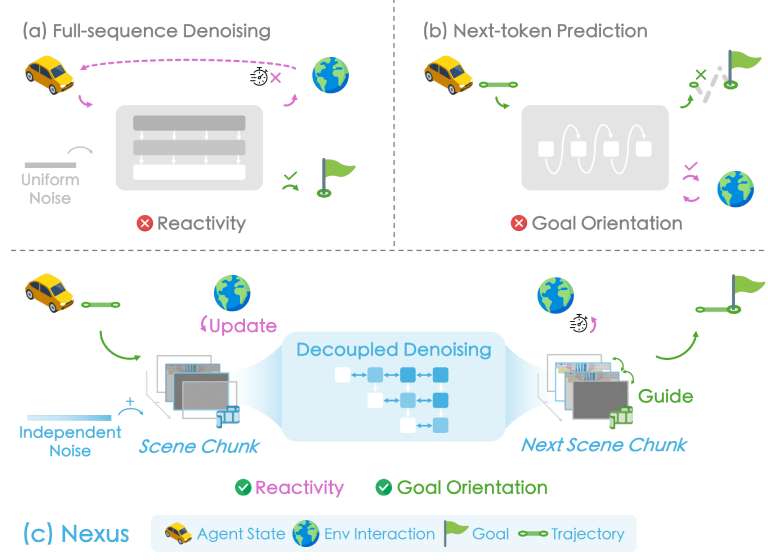 (a) Full-sequence Denoising
Uniform
Noise
Reactivity
(b) Next-token Prediction
Goal Orientation
Update
Decoupled Denoising
Guide
Independent
Noise
Scene Chunk
Next Scene Chunk
Reactivity
Goal Orientation
(c) Nexus
Agent State
Env Interaction
Goal
Trajectory